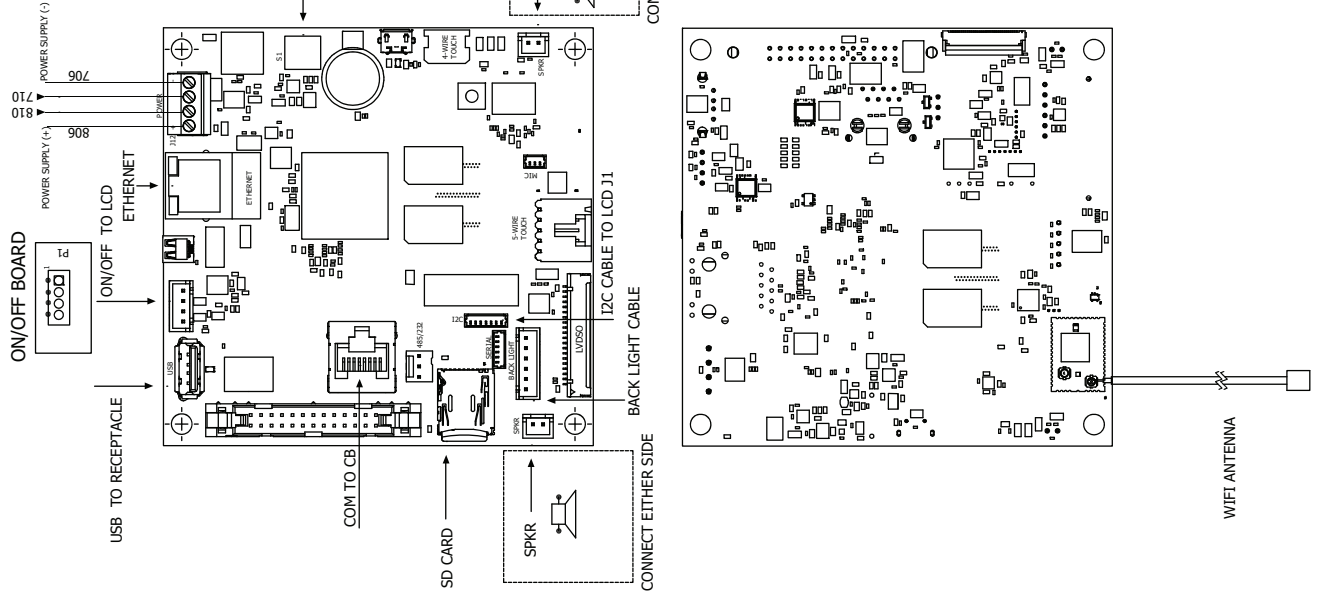 POWER SUPPLY (-)
706
710
810
806
POWER SUPPLY (+)
ON/OFF BOARD
P1
1
ON/OFF TO LCD
ETHERNET
USB TO RECEPTACLE
COM TO CB
SD CARD
SPKR
CONNECT EITHER SIDE
BACK LIGHT CABLE
I2C CABLE TO LCD J1
WIFI ANTENNA
POWER
J12
ETHERNET
USB
S1
4-WIRE
TOUCH
SPKR
MIC
5-WIRE
TOUCH
I2C
485/232
SERIAL
BACK LIGHT
LVDSO
SPKR
CON